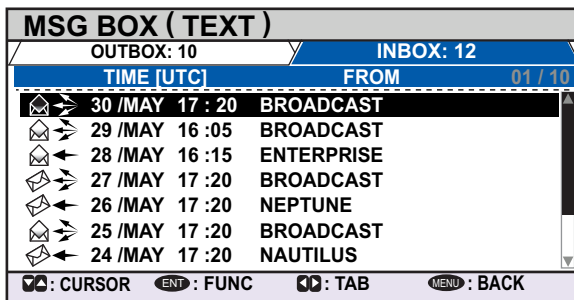 MSG BOX ( TEXT )
OUTBOX: 10 INBOX: 12
TIME [UTC] FROM 01 / 10
30 /MAY 17 : 20 BROADCAST
29 /MAY 16 :05 BROADCAST
28 /MAY 16 :15 ENTERPRISE
27 /MAY 17 :20 BROADCAST
26 /MAY 17 :20 NEPTUNE
25 /MAY 17 :20 BROADCAST
24 /MAY 17 :20 NAUTILUS
: CURSOR ENT : FUNC : TAB MENU : BACK